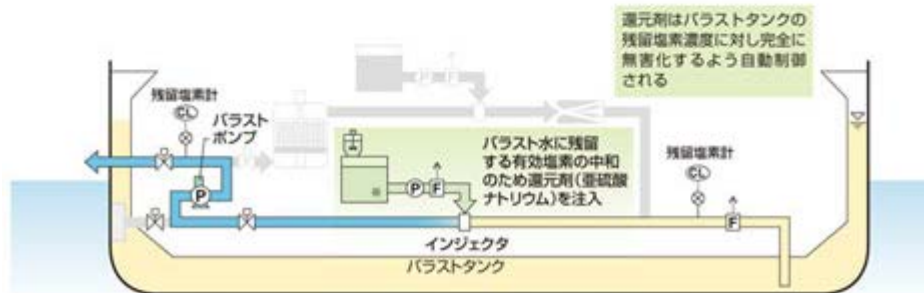 還元剤はバラストタンクの
残留塩素濃度に対し完全に
無害化するよう自動制御
される
残留塩素計
CL
バラスト
ポンプ
P
P
F
バラスト水に残留
する有効塩素の中和
のため還元剤(亜硫酸
ナトリウム)を注入
P
F
残留塩素計
CL
F
インジェクタ
バラストタンク